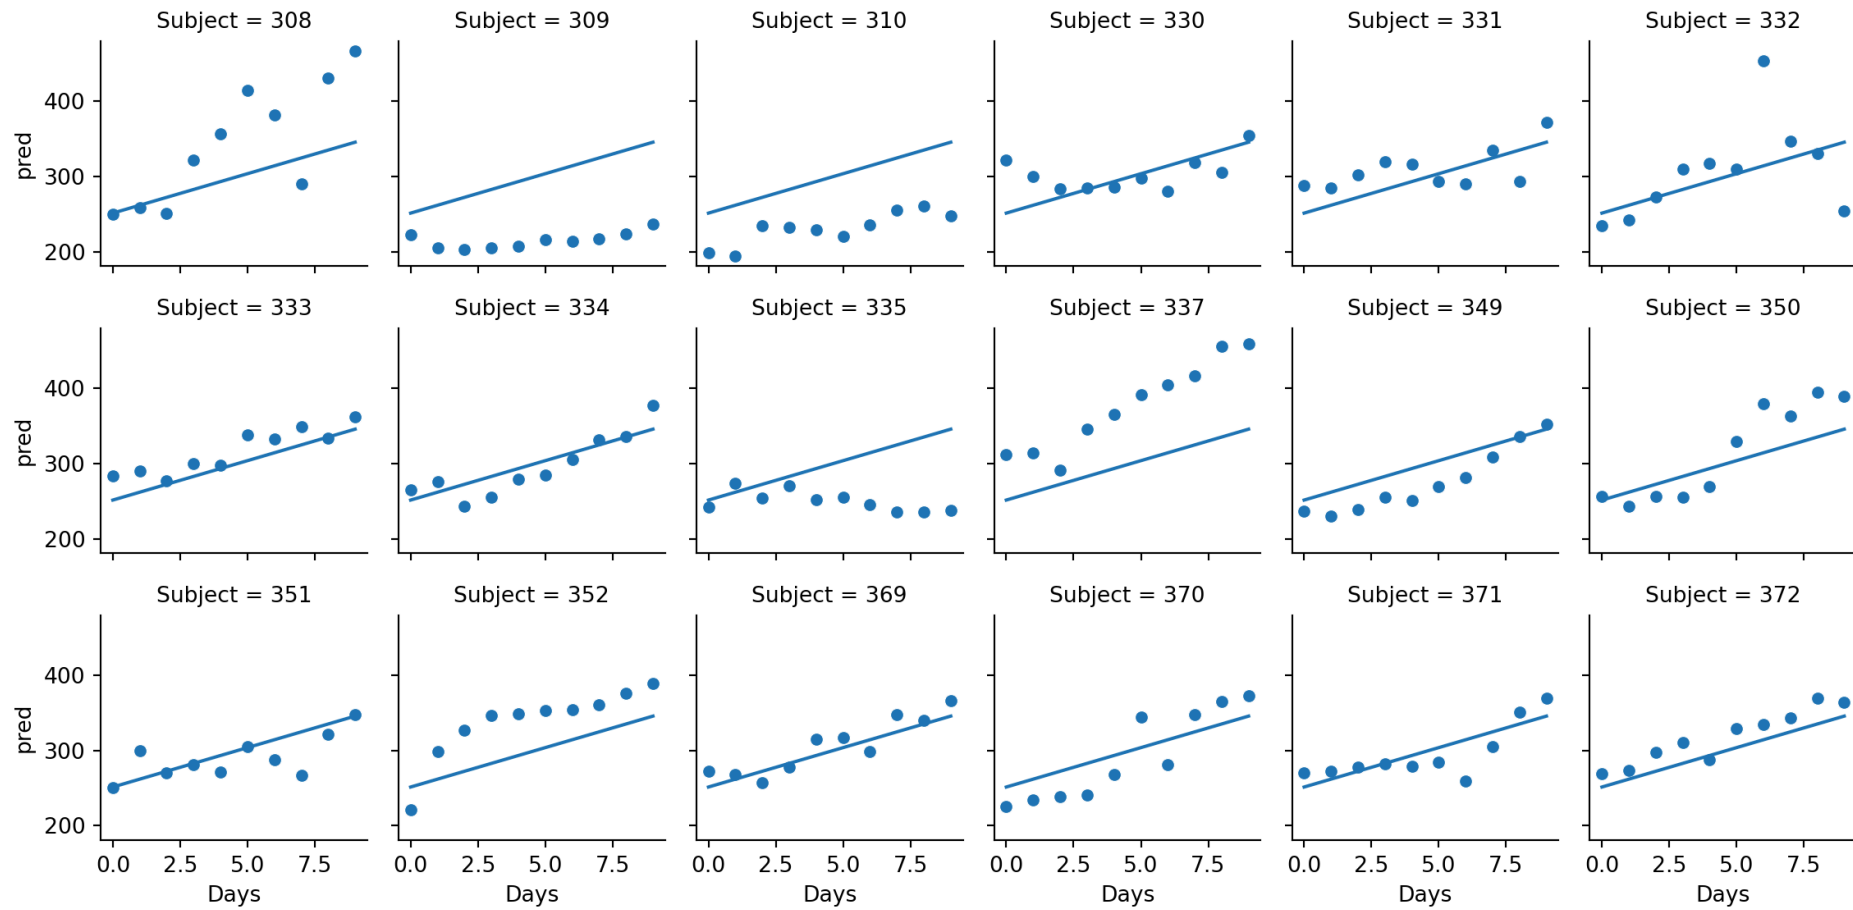 Subject = 308 Subject = 309 Subject = 310 Subject = 330 Subject = 331 Subject = 332
400
300
200
pred
Subject = 333 Subject = 334 Subject = 335 Subject = 337 Subject = 349 Subject = 350
400
300
200
pred
Subject = 351 Subject = 352 Subject = 369 Subject = 370 Subject = 371 Subject = 372
400
300
200
pred
0.0 2.5 5.0 7.5 0.0 2.5 5.0 7.5 0.0 2.5 5.0 7.5 0.0 2.5 5.0 7.5 0.0 2.5 5.0 7.5 0.0 2.5 5.0 7.5
Days Days Days Days Days Days